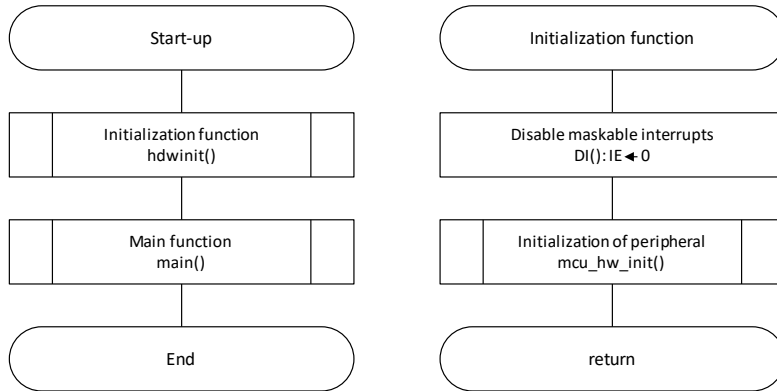 Start-up
Initialization function
hdwinit()
Main function
main()
End
Initialization function
Disable maskable interrupts
DI(): IE ← 0
Initialization of peripheral
mcu_hw_init()
return